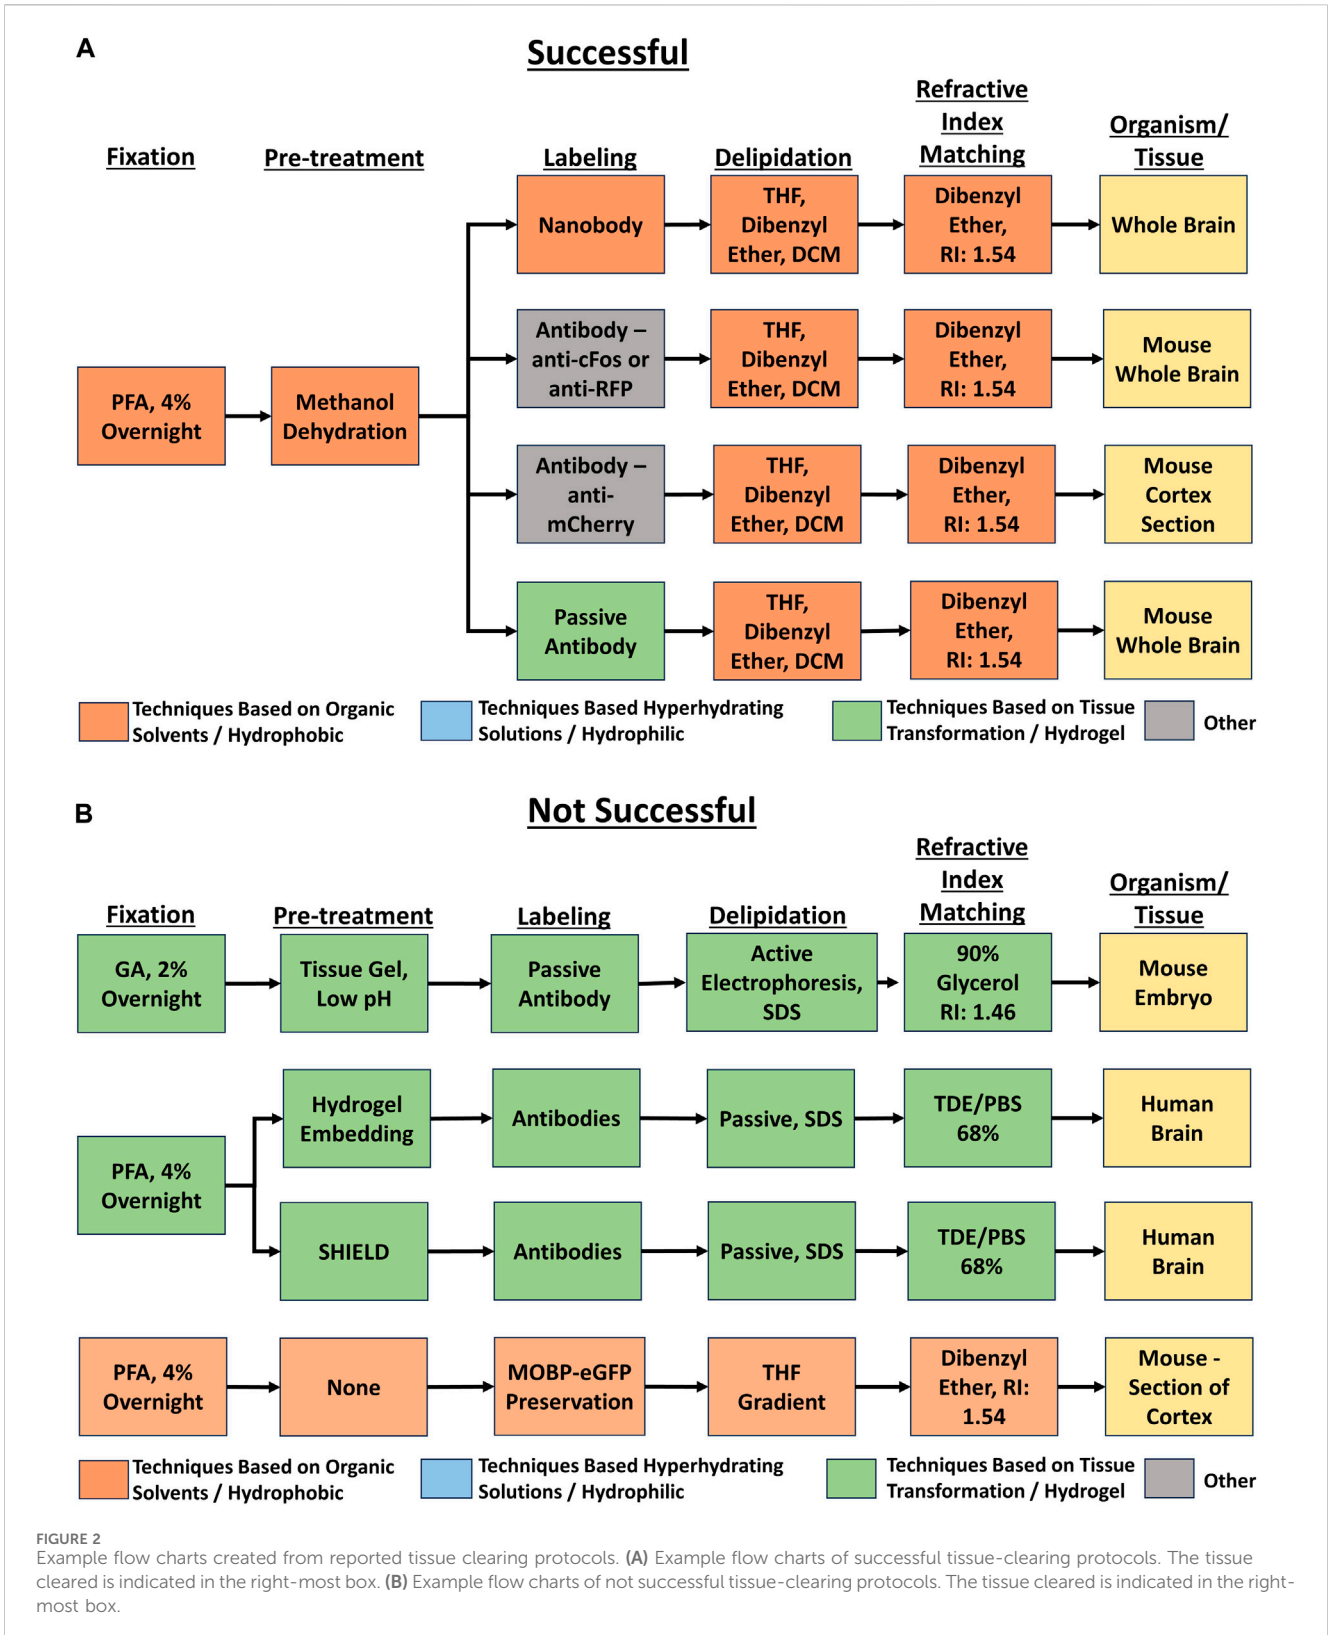 A
Successful
Fixation
Pre-treatment
Labeling
Delipidation
Refractive
Index
Matching
Organism/
Tissue
PFA, 4%
Overnight
Methanol
Dehydration
Nanobody
THF,
Dibenzyl
Ether, DCM
Dibenzyl
Ether,
RI: 1.54
Whole Brain
Antibody –
anti-cFos or
anti-RFP
THF,
Dibenzyl
Ether, DCM
Dibenzyl
Ether,
RI: 1.54
Mouse
Whole Brain
Antibody –
anti-
mCherry
THF,
Dibenzyl
Ether, DCM
Dibenzyl
Ether,
RI: 1.54
Mouse
Cortex
Section
Passive
Antibody
THF,
Dibenzyl
Ether, DCM
Dibenzyl
Ether,
RI: 1.54
Mouse
Whole Brain
Techniques Based on Organic
Solvents / Hydrophobic
Techniques Based Hyperhydrating
Solutions / Hydrophilic
Techniques Based on Tissue
Transformation / Hydrogel
Other
B
Not Successful
Fixation
Pre-treatment
Labeling
Delipidation
Refractive
Index
Matching
Organism/
Tissue
GA, 2%
Overnight
Tissue Gel,
Low pH
Passive
Antibody
Active
Electrophoresis,
SDS
90%
Glycerol
RI: 1.46
Mouse
Embryo
PFA, 4%
Overnight
Hydrogel
Embedding
Antibodies
Passive, SDS
TDE/PBS
68%
Human
Brain
SHIELD
Antibodies
Passive, SDS
TDE/PBS
68%
Human
Brain
PFA, 4%
Overnight
None
MOBP-eGFP
Preservation
THF
Gradient
Dibenzyl
Ether, RI:
1.54
Mouse -
Section of
Cortex
Techniques Based on Organic
Solvents / Hydrophobic
Techniques Based Hyperhydrating
Solutions / Hydrophilic
Techniques Based on Tissue
Transformation / Hydrogel
Other
FIGURE 2
Example flow charts created from reported tissue clearing protocols. (A) Example flow charts of successful tissue-clearing protocols. The tissue
cleared is indicated in the right-most box. (B) Example flow charts of not successful tissue-clearing protocols. The tissue cleared is indicated in the right-
most box.